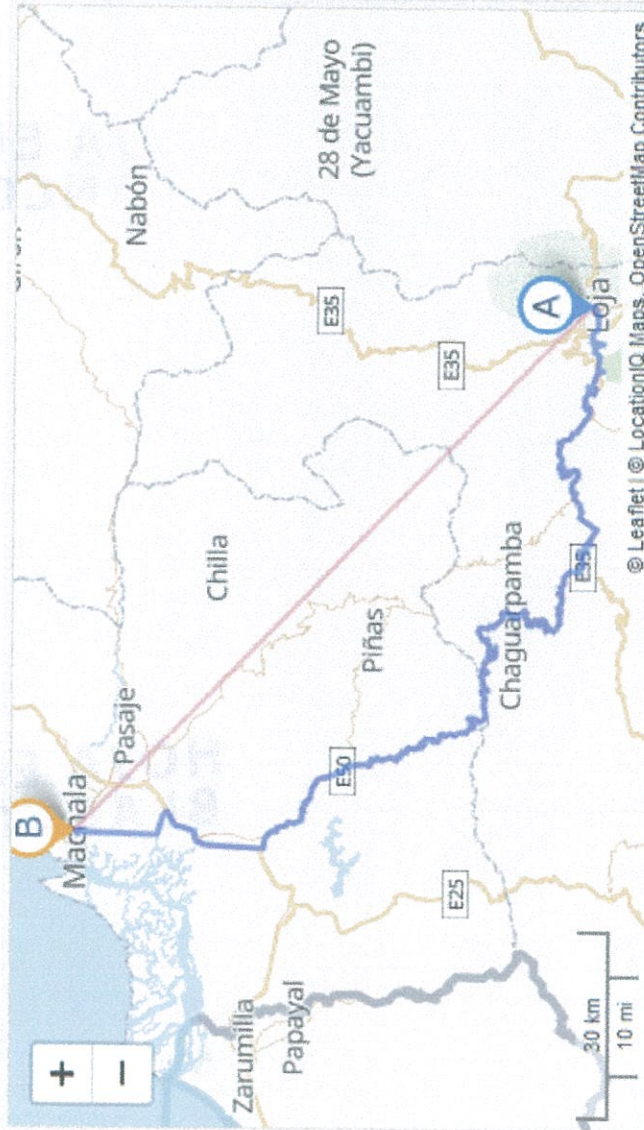 +
−
B
Machala
Pasaje
Nabón
28 de Mayo
(Yacuambi)
Chilla
E35
E35
Zarumilla
Papayal
E50
Piñas
E25
Chaguarpamba
E35
A
Loja
30 km
10 mi
© Leaflet | © LocationIQ Maps, OpenStreetMap Contributors